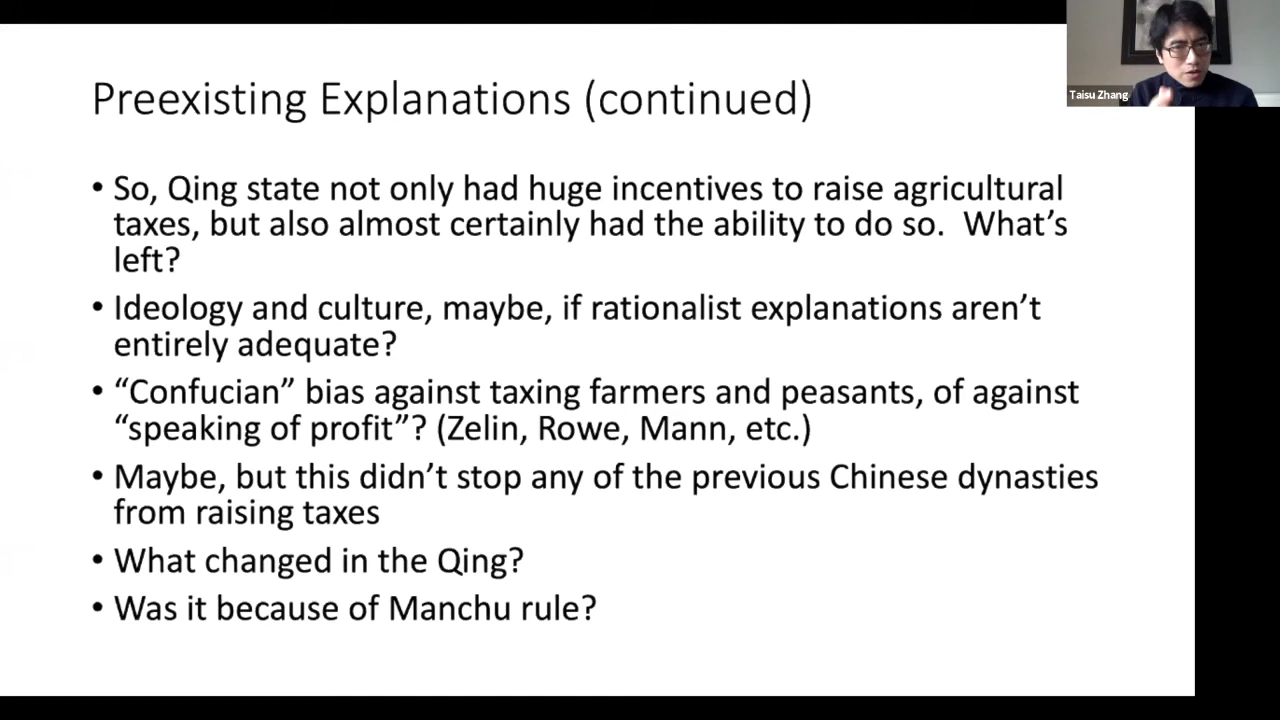 Preexisting Explanations (continued)
Taisu Zhang
• So, Qing state not only had huge incentives to raise agricultural
taxes, but also almost certainly had the ability to do so.  What’s
left?
• Ideology and culture, maybe, if rationalist explanations aren’t
entirely adequate?
• “Confucian” bias against taxing farmers and peasants, of against
“speaking of profit”? (Zelin, Rowe, Mann, etc.)
• Maybe, but this didn’t stop any of the previous Chinese dynasties
from raising taxes
• What changed in the Qing?
• Was it because of Manchu rule?